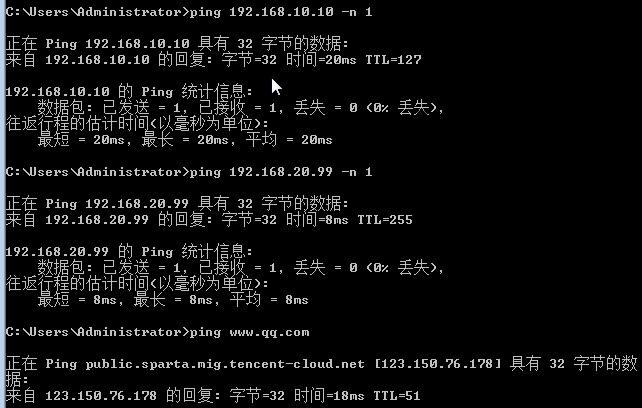 C:\Users\Administrator>ping 192.168.10.10 -n 1
正在 Ping 192.168.10.10 具有 32 字节的数据:
来自 192.168.10.10 的回复: 字节=32 时间=20ms TTL=127
192.168.10.10 的 Ping 统计信息:
数据包: 已发送 = 1，已接收 = 1，丢失 = 0 (0% 丢失)，
往返行程的估计时间(以毫秒为单位):
最短 = 20ms，最长 = 20ms，平均 = 20ms
C:\Users\Administrator>ping 192.168.20.99 -n 1
正在 Ping 192.168.20.99 具有 32 字节的数据:
来自 192.168.20.99 的回复: 字节=32 时间=8ms TTL=255
192.168.20.99 的 Ping 统计信息:
数据包: 已发送 = 1，已接收 = 1，丢失 = 0 (0% 丢失)，
往返行程的估计时间(以毫秒为单位):
最短 = 8ms，最长 = 8ms，平均 = 8ms
C:\Users\Administrator>ping www.qq.com
正在 Ping public.sparta.mig.tencent-cloud.net [123.150.76.178] 具有 32 字节的数
据:
来自 123.150.76.178 的回复: 字节=32 时间=18ms TTL=51